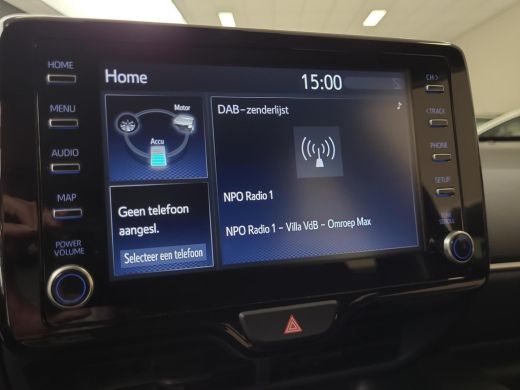 HOME
MENU
AUDIO
MAP
POWER
VOLUME
Home
15:00
Motor
Accu
Geen telefoon
aangesl.
Selecteer een telefoon
DAB-zenderlijst
NPO Radio 1
NPO Radio 1 - Villa VdB - Omroep Max
CH >
< TRACK
PHONE
SETUP
SCROLL